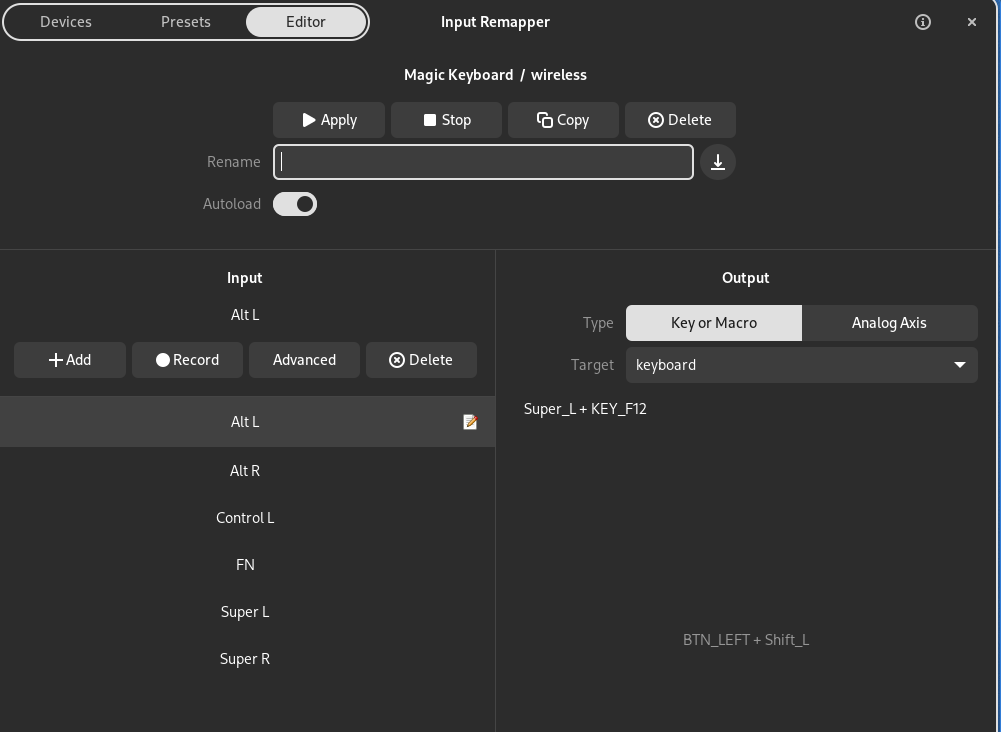 Devices Presets Editor Input Remapper
Magic Keyboard / wireless
Apply Stop Copy Delete
Rename
Autoload
Input
Alt L
Add Record Advanced Delete
Alt L
Alt R
Control L
FN
Super L
Super R
Output
Type Key or Macro Analog Axis
Target keyboard
Super_L + KEY_F12
BTN_LEFT + Shift_L